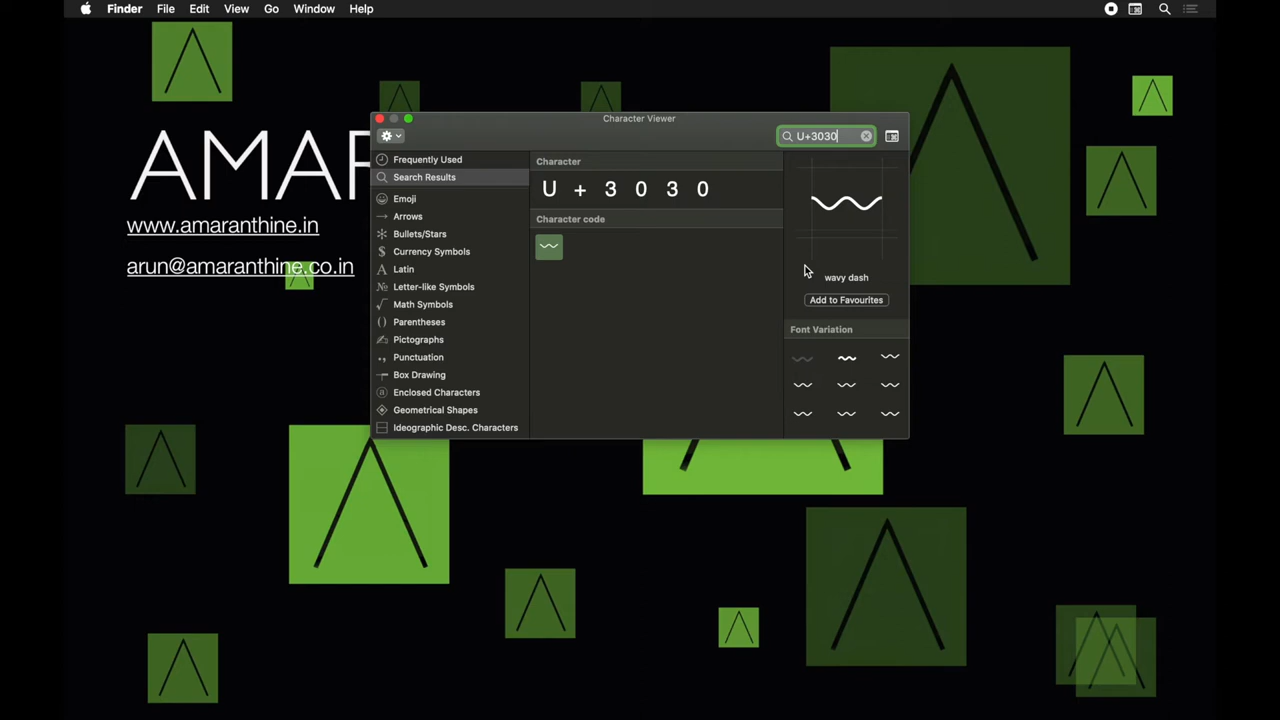 Finder File Edit View Go Window Help
AMAR
www.amaranthine.in
arun@amaranthine.co.in
Character Viewer
U+3030
Frequently Used
Search Results
Emoji
Arrows
Bullets/Stars
Currency Symbols
Latin
Letter-like Symbols
Math Symbols
Parentheses
Pictographs
Punctuation
Box Drawing
Enclosed Characters
Geometrical Shapes
Ideographic Desc. Characters
Character
U + 3 0 3 0
Character code
〰
wavy dash
Add to Favourites
Font Variation
〰 〰 〰
〰 〰 〰
〰 〰 〰